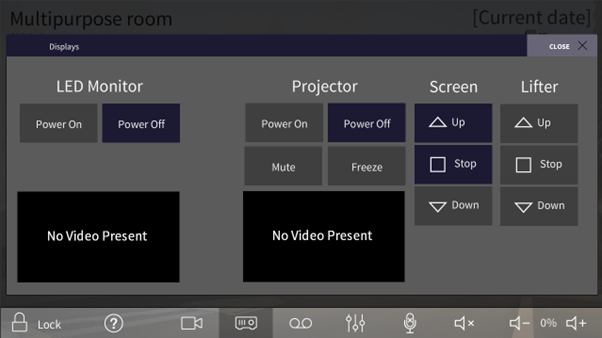 Multipurpose room
[Current date]
Displays
CLOSE
LED Monitor
Projector
Screen
Lifter
Power On
Power Off
Power On
Power Off
Up
Up
Mute
Freeze
Stop
Stop
Down
Down
No Video Present
No Video Present
Lock
0%